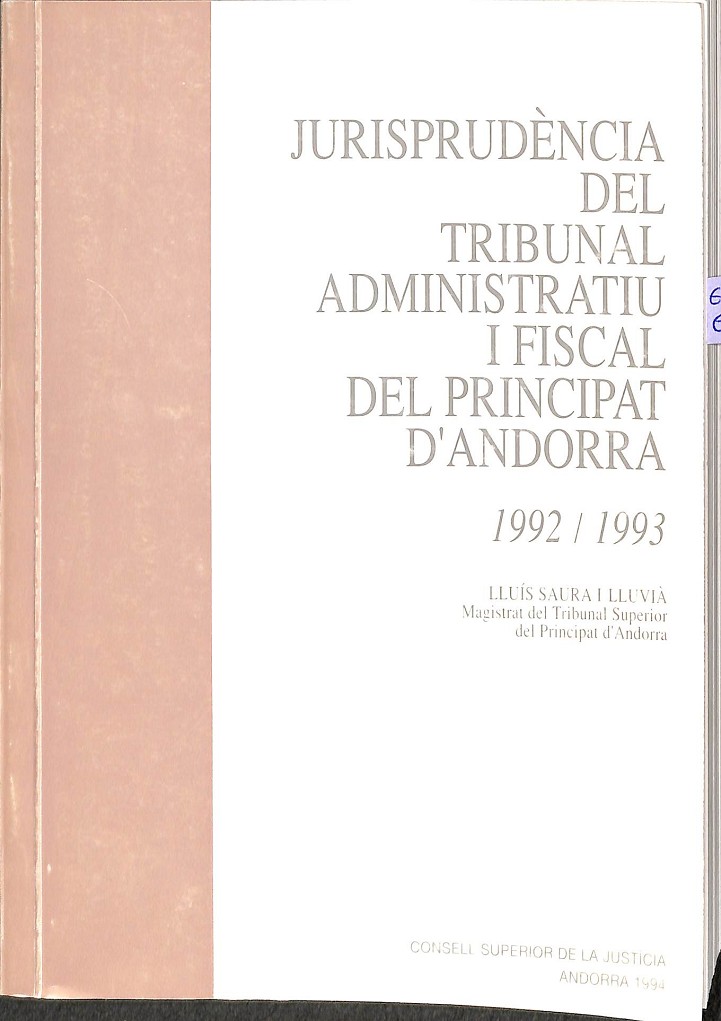 JURISPRUDÈNCIA
DEL
TRIBUNAL
ADMINISTRATIU
I FISCAL
DEL PRINCIPAT
D'ANDORRA
1992 / 1993
LLUÍS SAURA I LLUVIÀ
Magistrat del Tribunal Superior
del Principat d'Andorra
CONSELL SUPERIOR DE LA JUSTÍCIA
ANDORRA 1994